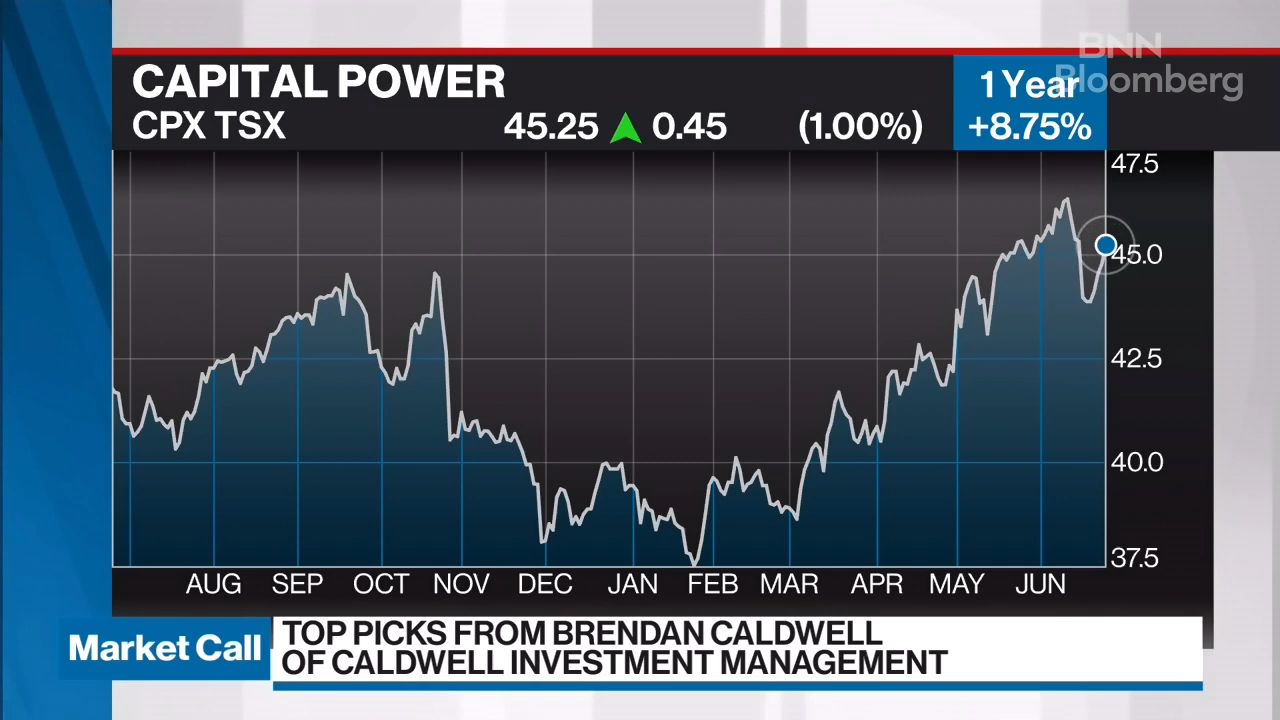 BNN
Bloomberg
CAPITAL POWER
CPX TSX 45.25 ▲ 0.45 (1.00%)
1 Year
+8.75%
47.5
45.0
42.5
40.0
37.5
AUG SEP OCT NOV DEC JAN FEB MAR APR MAY JUN
Market Call
TOP PICKS FROM BRENDAN CALDWELL
OF CALDWELL INVESTMENT MANAGEMENT